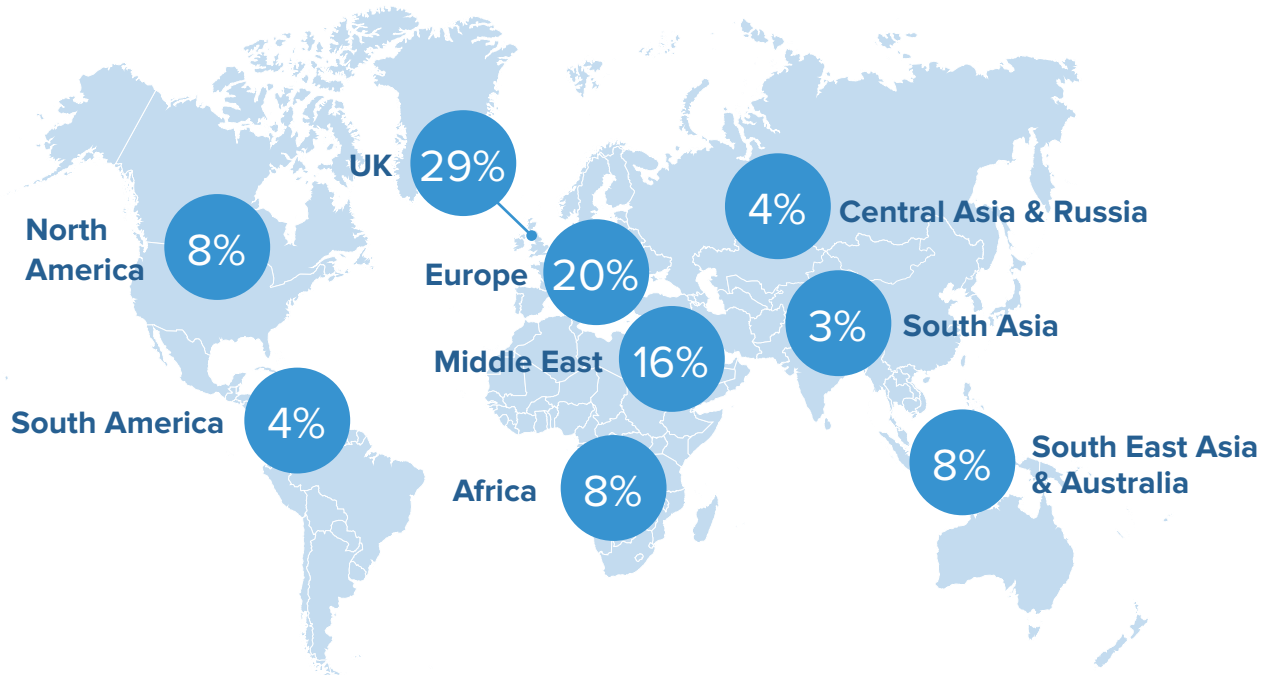 UK
29%
North
America
8%
Europe
20%
4%
Central Asia & Russia
3%
South Asia
Middle East
16%
South America
4%
Africa
8%
8%
South East Asia
& Australia